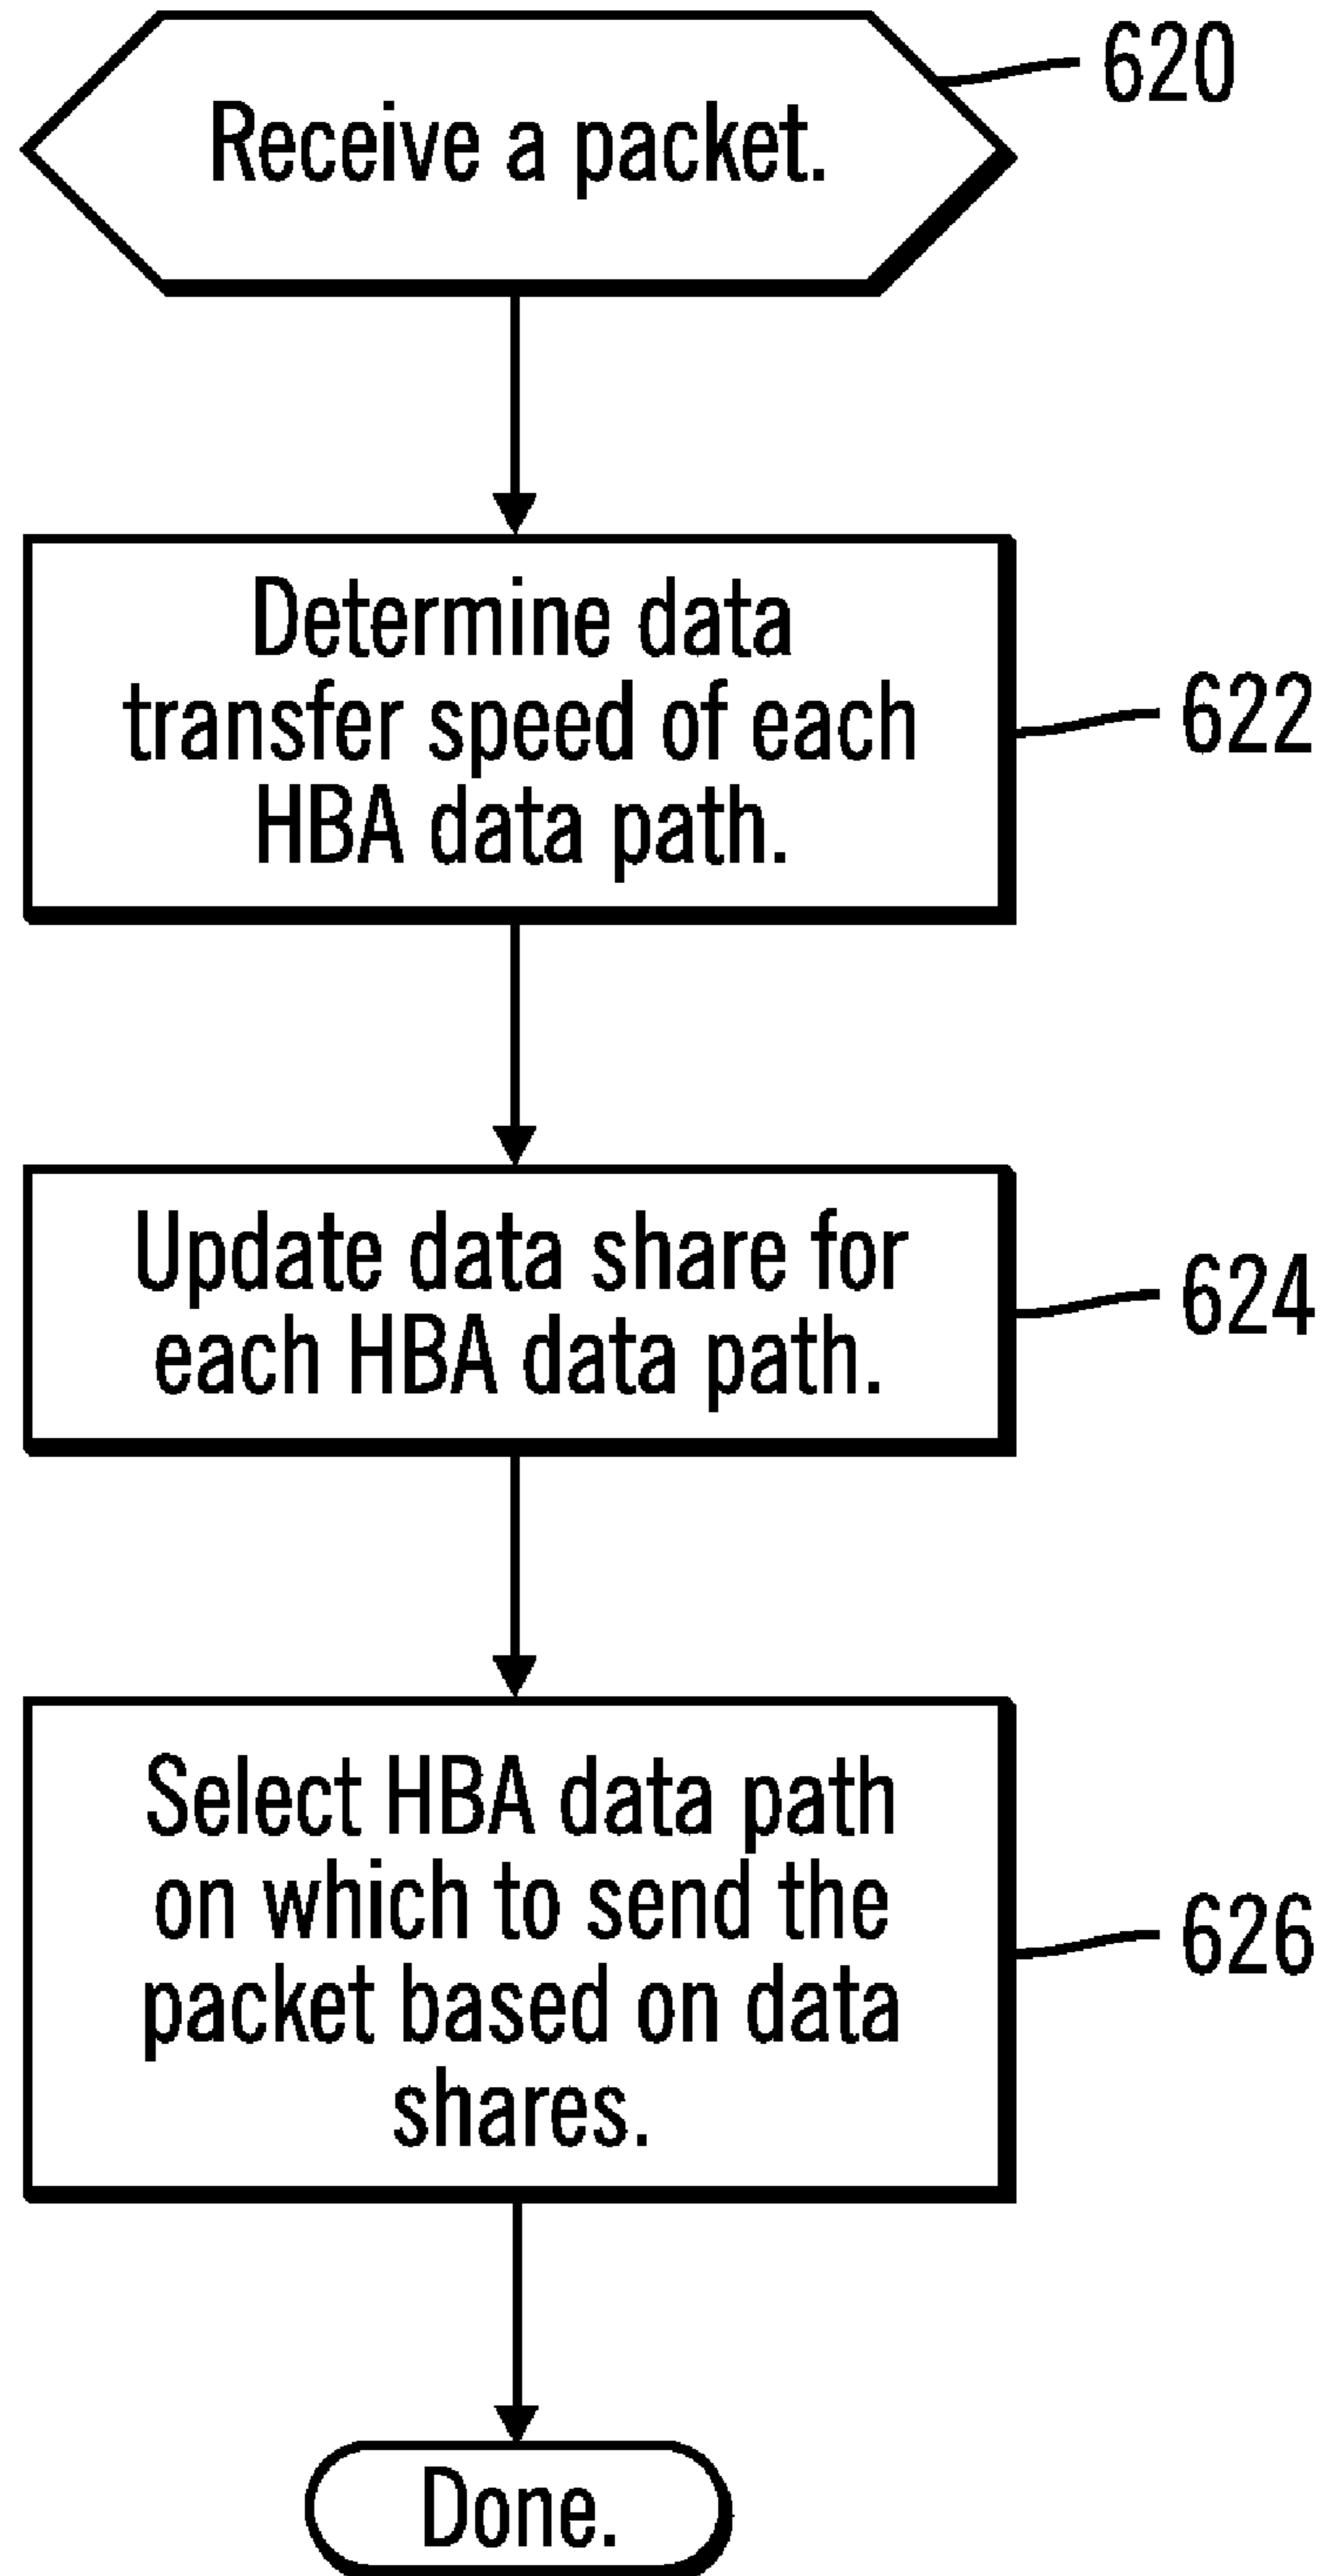 Receive a packet.
620
Determine data
transfer speed of each
HBA data path.
622
Update data share for
each HBA data path.
624
Select HBA data path
on which to send the
packet based on data
shares.
626
Done.